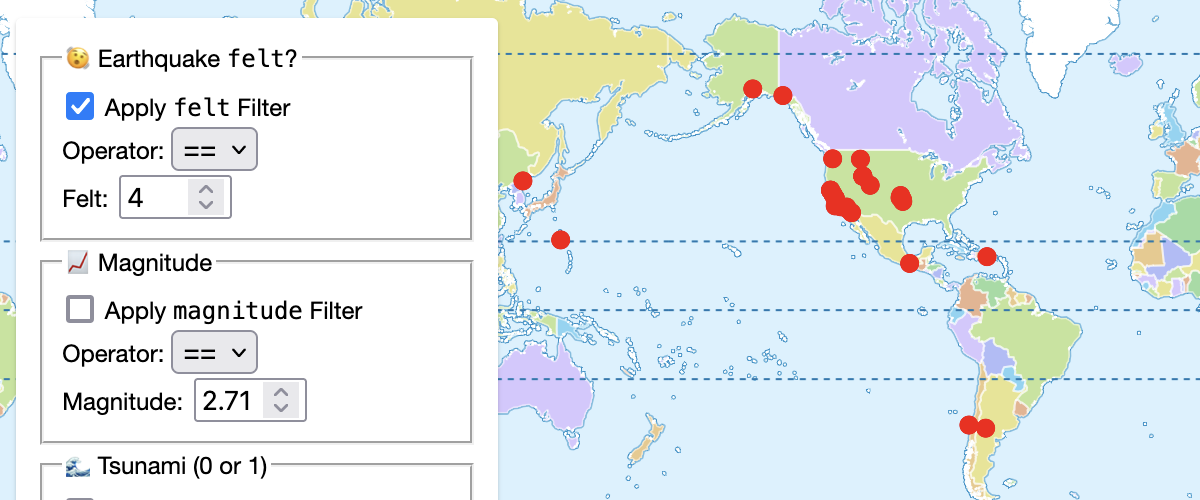 😯 Earthquake felt?
Apply felt Filter
Operator: ==
Felt: 4
📈 Magnitude
Apply magnitude Filter
Operator: ==
Magnitude: 2.71
🌊 Tsunami (0 or 1)